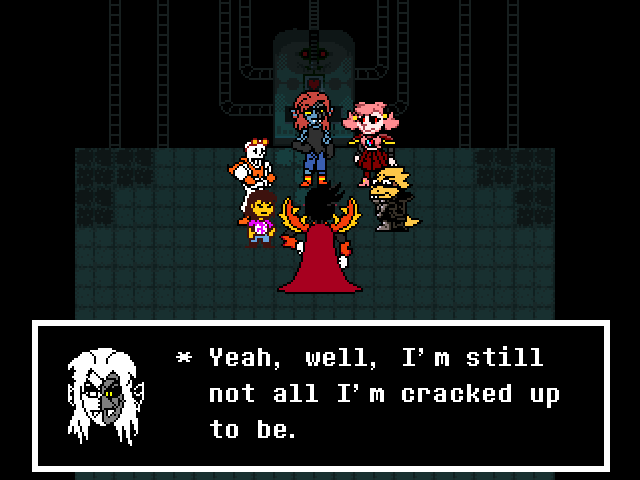 * Yeah, well, I'm still
not all I'm cracked up
to be.